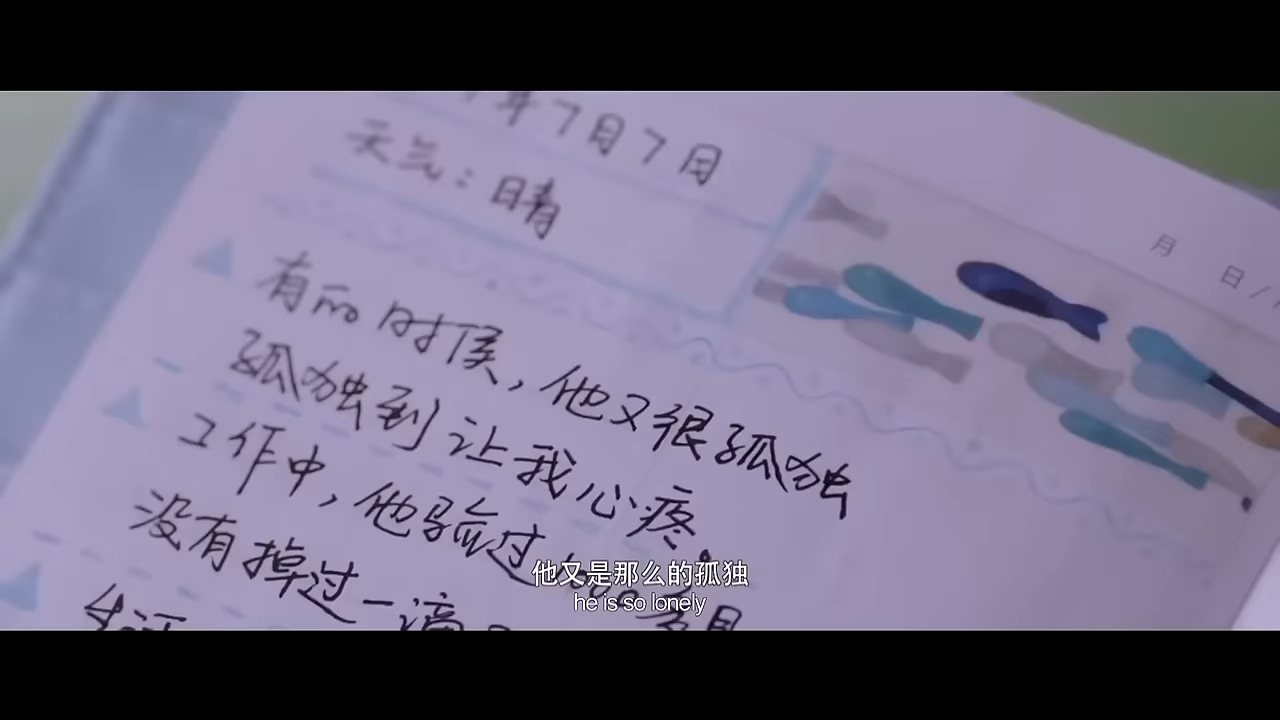 年7月7日
天气：晴
月 日/
有的时候，他又很孤独
孤独到让我心疼。
工作中，他验过
没有掉过一滴
他又是那么的孤独
he is so lonely